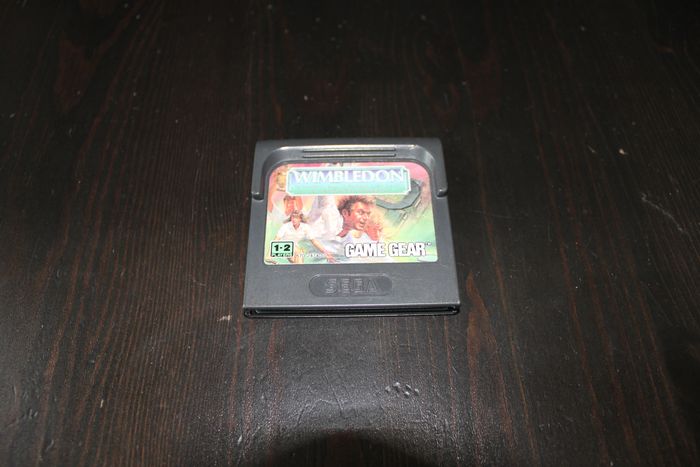 WIMBLEDON
1-2
PLAYERS
GAME GEAR
SEGA